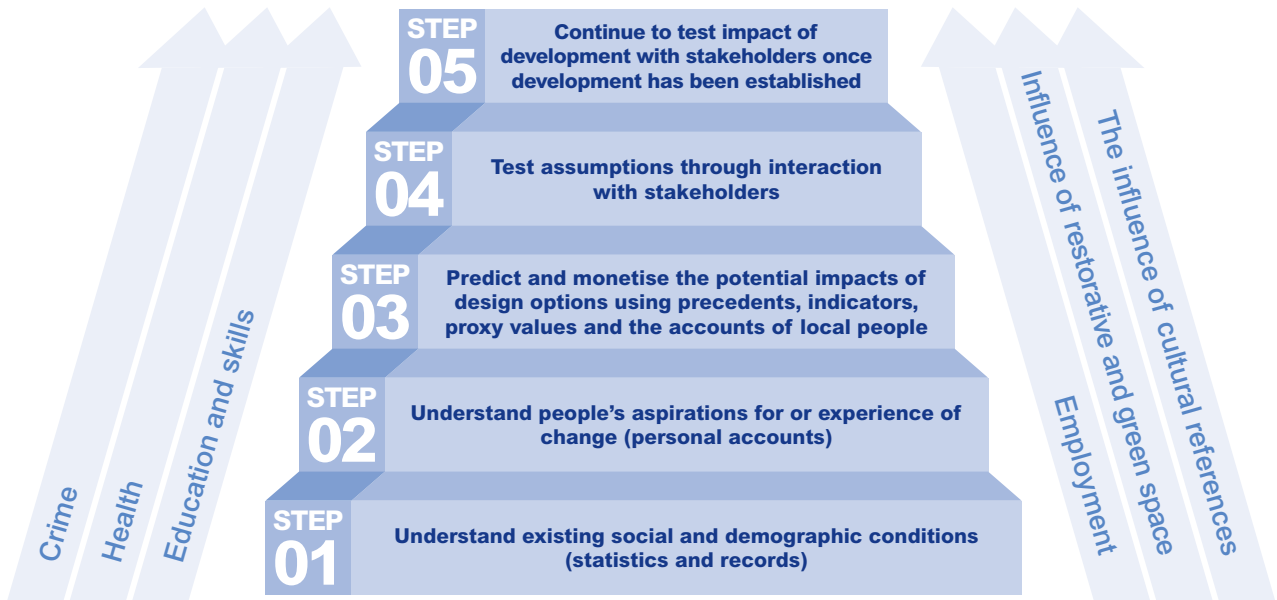 STEP
05
Continue to test impact of
development with stakeholders once
development has been established
STEP
04
Test assumptions through interaction
with stakeholders
STEP
03
Predict and monetise the potential impacts of
design options using precedents, indicators,
proxy values and the accounts of local people
STEP
02
Understand people’s aspirations for or experience of
change (personal accounts)
STEP
01
Understand existing social and demographic conditions
(statistics and records)
Crime
Health
Education and skills
Employment
Influence of restorative and green space
The influence of cultural references